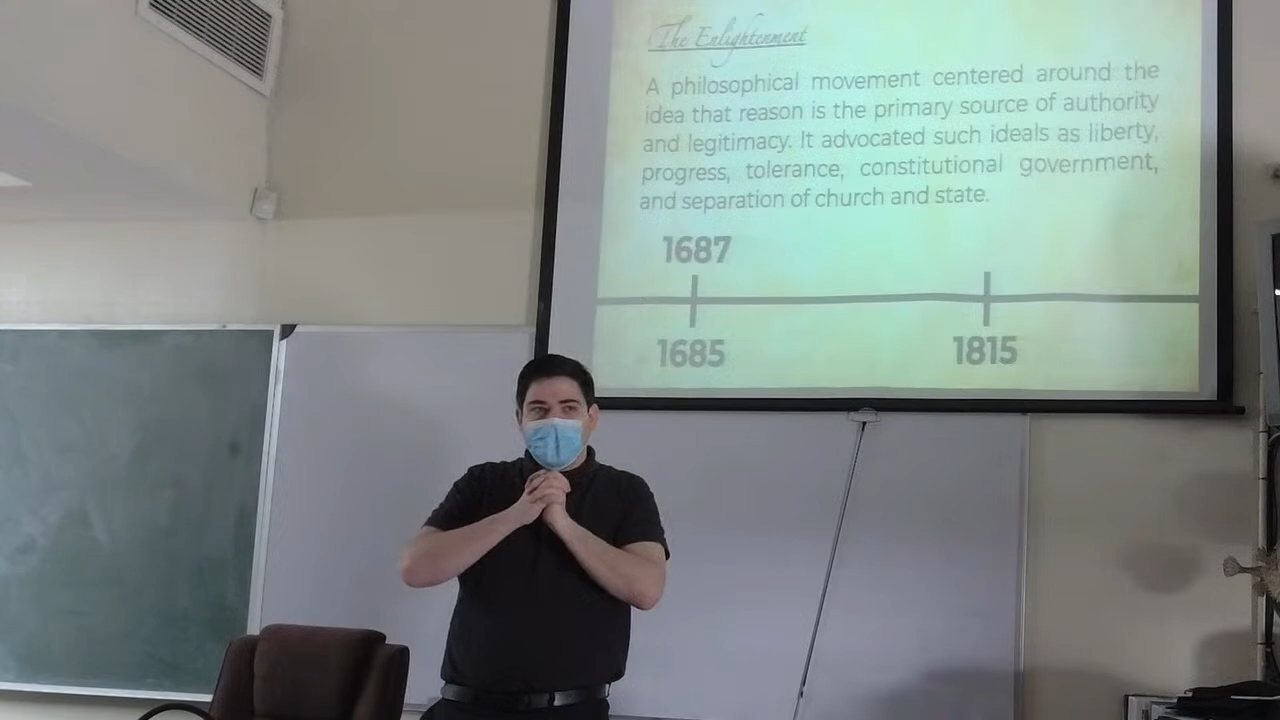 The Enlightenment
A philosophical movement centered around the
idea that reason is the primary source of authority
and legitimacy. It advocated such ideals as liberty,
progress, tolerance, constitutional government,
and separation of church and state.
1687
1685
1815